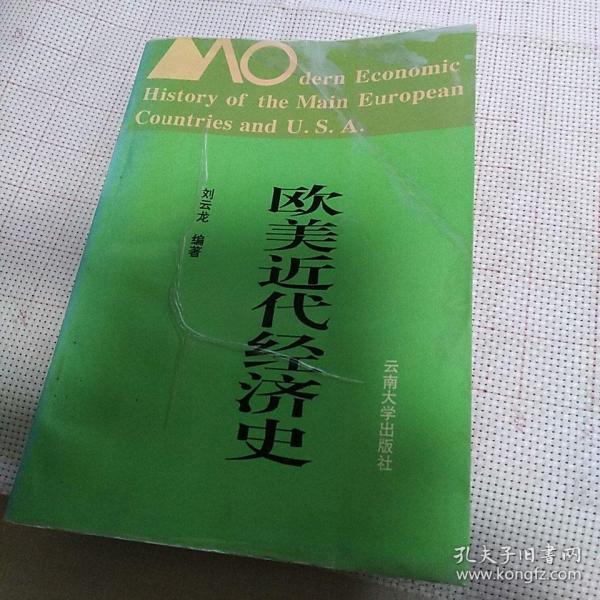 Modern Economic
History of the Main European
Countries and U.S.A.
刘云龙 编著
欧美近代经济史
云南大学出版社
孔夫子旧书网
www.kongfz.com